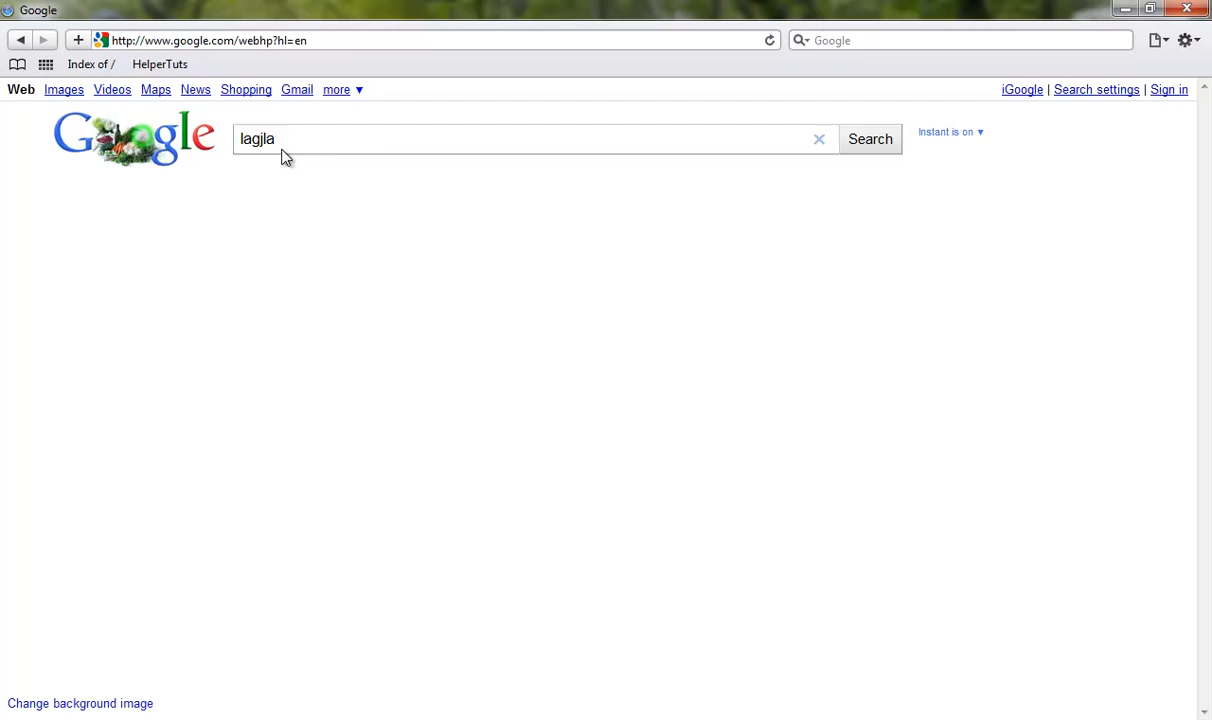 Google
http://www.google.com/webhp?hl=en
Google
Index of /
HelperTuts
Web Images Videos Maps News Shopping Gmail more ▼
iGoogle | Search settings | Sign in
Google
lagjla
Search
Instant is on ▼
Change background image